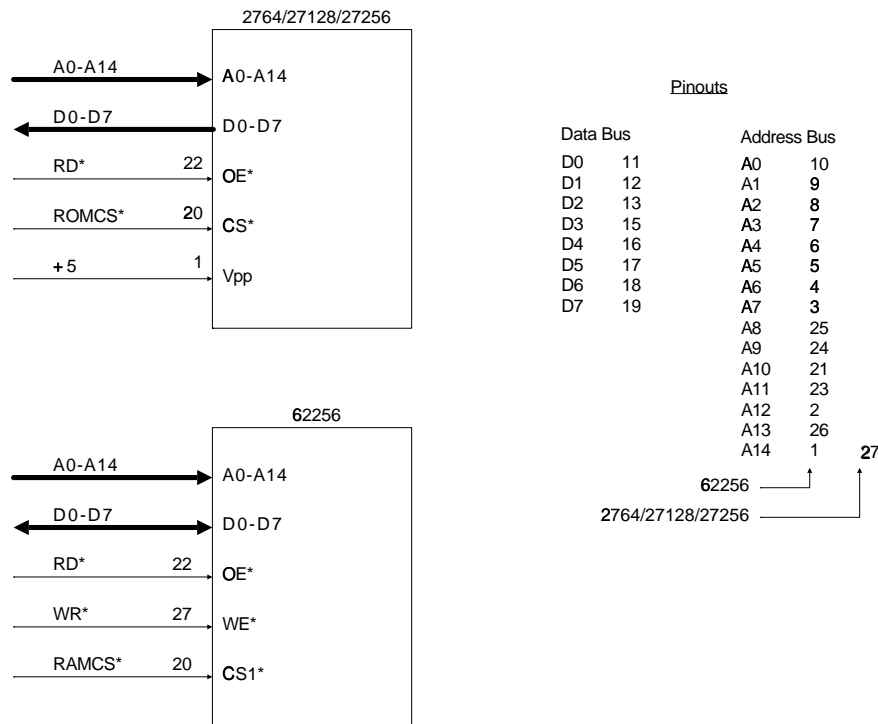 2764/27128/27256
A0-A14 A0-A14
D0-D7 D0-D7
RD* 22 OE*
ROMCS* 20 CS*
+5 1 Vpp
62256
A0-A14 A0-A14
D0-D7 D0-D7
RD* 22 OE*
WR* 27 WE*
RAMCS* 20 CS1*
Pinouts
Data Bus
D0 11
D1 12
D2 13
D3 15
D4 16
D5 17
D6 18
D7 19
Address Bus
A0 10
A1 9
A2 8
A3 7
A4 6
A5 5
A6 4
A7 3
A8 25
A9 24
A10 21
A11 23
A12 2
A13 26
A14 1 27
62256
2764/27128/27256